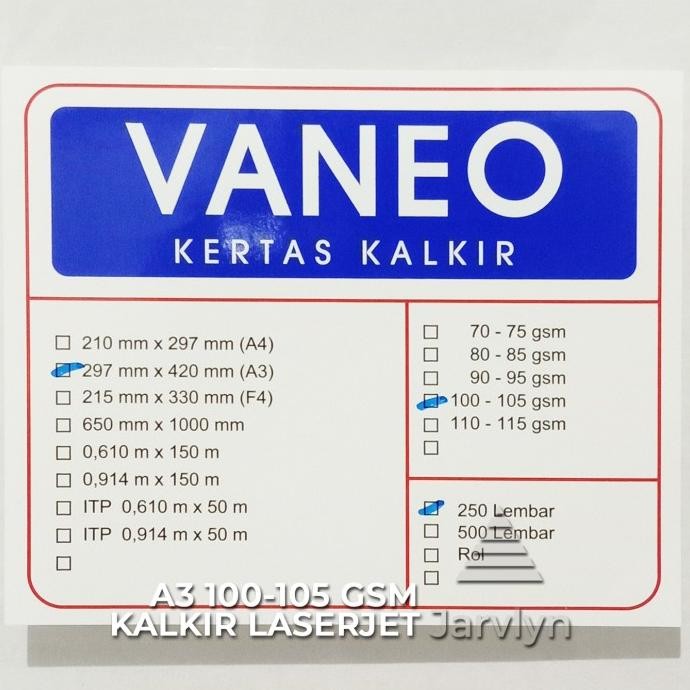 VANEO
KERTAS KALKIR
210 mm x 297 mm (A4)
297 mm x 420 mm (A3)
215 mm x 330 mm (F4)
650 mm x 1000 mm
0,610 m x 150 m
0,914 m x 150 m
ITP 0,610 m x 50 m
ITP 0,914 m x 50 m
70 - 75 gsm
80 - 85 gsm
90 - 95 gsm
100 - 105 gsm
110 - 115 gsm
250 Lembar
500 Lembar
Rol
A3 100-105 GSM
KALKIR LASERJET Jarvlyn